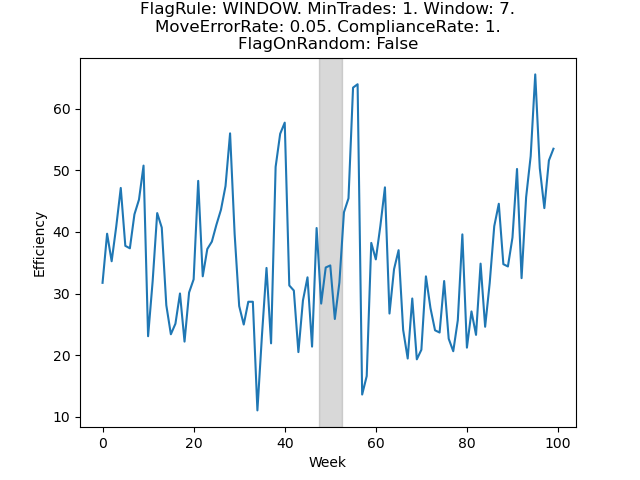 FlagRule: WINDOW. MinTrades: 1. Window: 7.
MoveErrorRate: 0.05. ComplianceRate: 1.
FlagOnRandom: False
60
50
40
30
20
10
Efficiency
0 20 40 60 80 100
Week